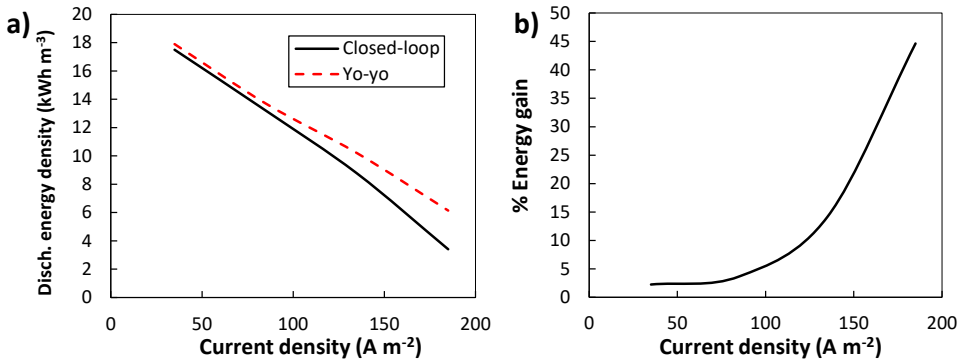 a)
Disch. energy density (kWh m⁻³)
20
18
16
14
12
10
8
6
4
2
0
Closed-loop
Yo-yo
0 50 100 150 200
Current density (A m⁻²)
b)
% Energy gain
50
45
40
35
30
25
20
15
10
5
0
0 50 100 150 200
Current density (A m⁻²)